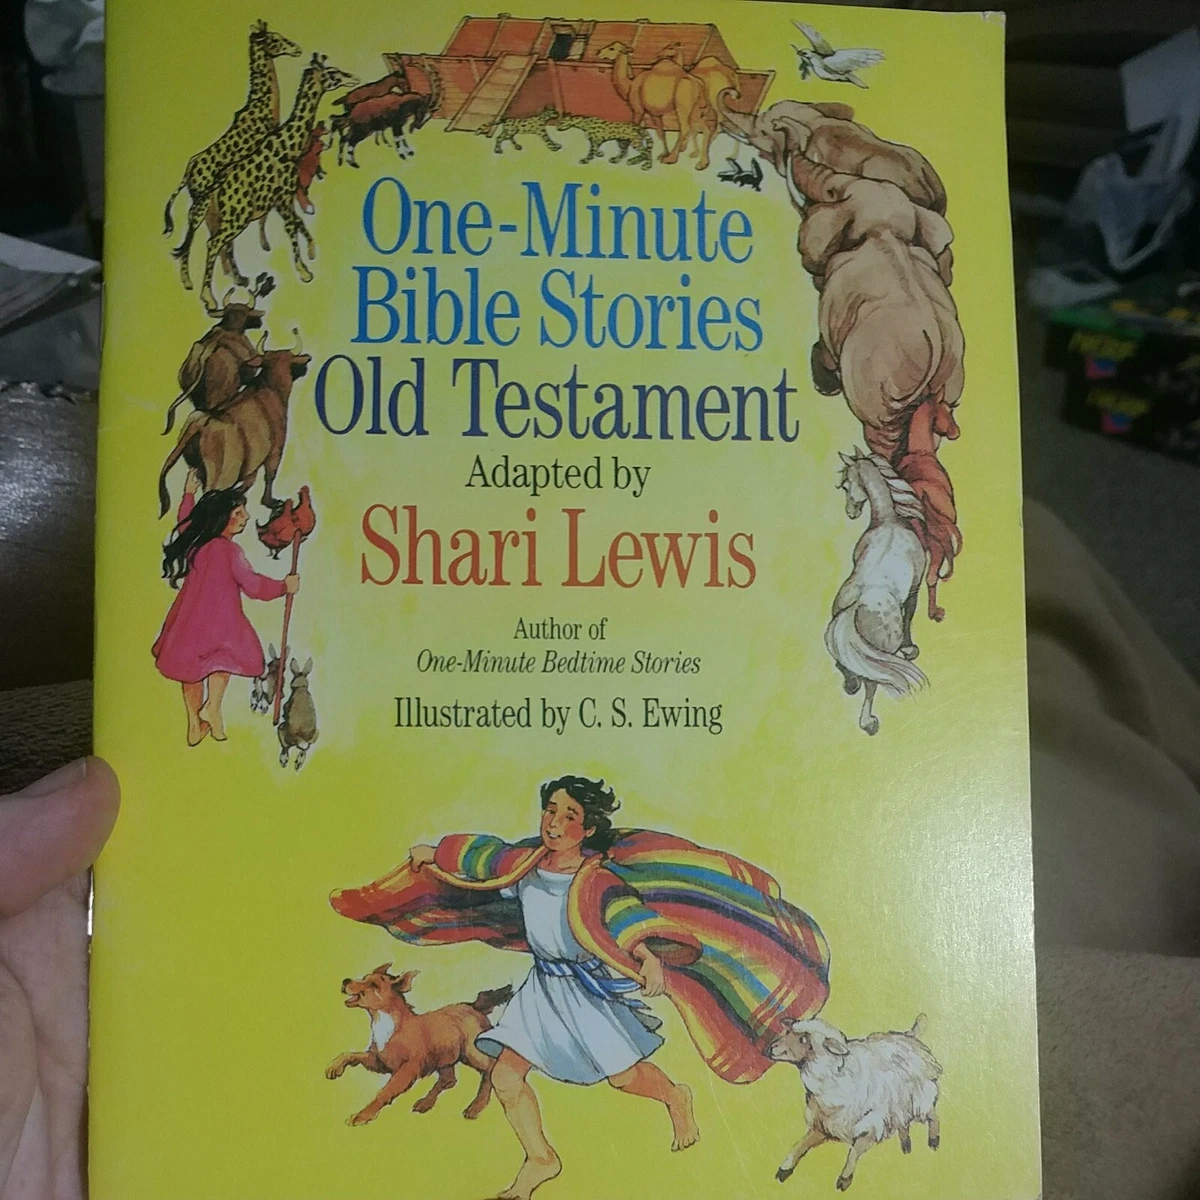 One-Minute
Bible Stories
Old Testament
Adapted by
Shari Lewis
Author of
One-Minute Bedtime Stories
Illustrated by C. S. Ewing